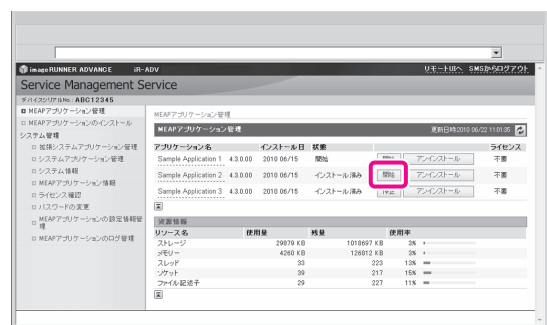 imageRUNNER ADVANCE iR-ADV リモートUIへ SMSからログアウト
Service Management Service
デバイスシリアルNo.: ABC12345
MEAPアプリケーション管理
MEAPアプリケーションのインストール
システム管理
拡張システムアプリケーション管理
システムアプリケーション管理
システム情報
MEAPアプリケーション情報
ライセンス確認
パスワードの変更
MEAPアプリケーションの設定情報管理
MEAPアプリケーションのログ管理
MEAPアプリケーション管理
MEAPアプリケーション管理 更新日時:2010 06/22 11:01:35
アプリケーション名 インストール日 状態 ライセンス
Sample Application 1 4.3.0.00 2010 06/15 開始 アンインストール 不要
Sample Application 2 4.3.0.00 2010 06/15 インストール済み 開始 アンインストール 不要
Sample Application 3 4.3.0.00 2010 06/15 インストール済み アンインストール 不要
資源情報
リソース名 使用量 残量 使用率
ストレージ 29879 KB 1018697 KB 3%
メモリー 4260 KB 126812 KB 3%
スレッド 33 223 13%
ソケット 39 217 15%
ファイル記述子 29 227 11%